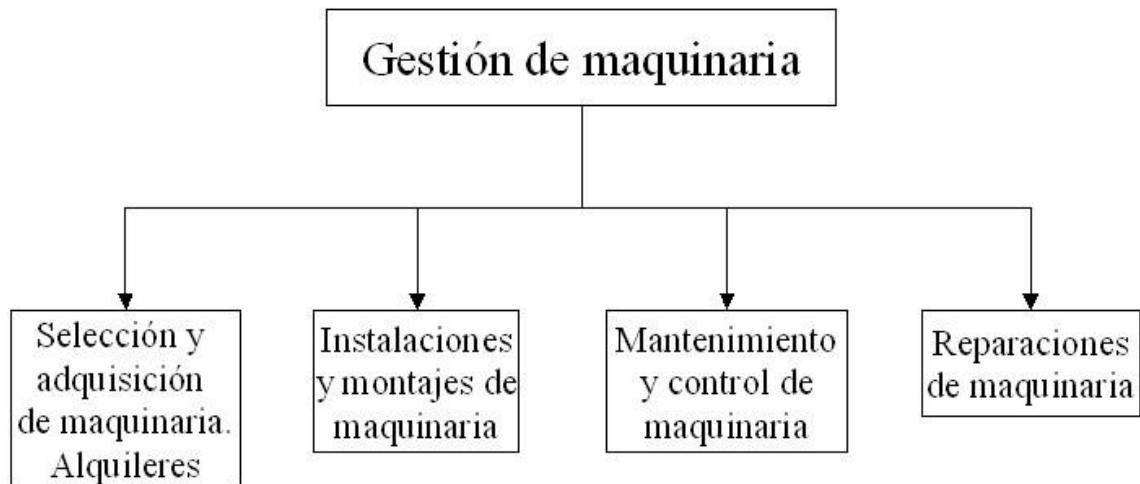 Gestión de maquinaria
Selección y
adquisición
de maquinaria.
Alquileres
Instalaciones
y montajes de
maquinaria
Mantenimiento
y control de
maquinaria
Reparaciones
de maquinaria